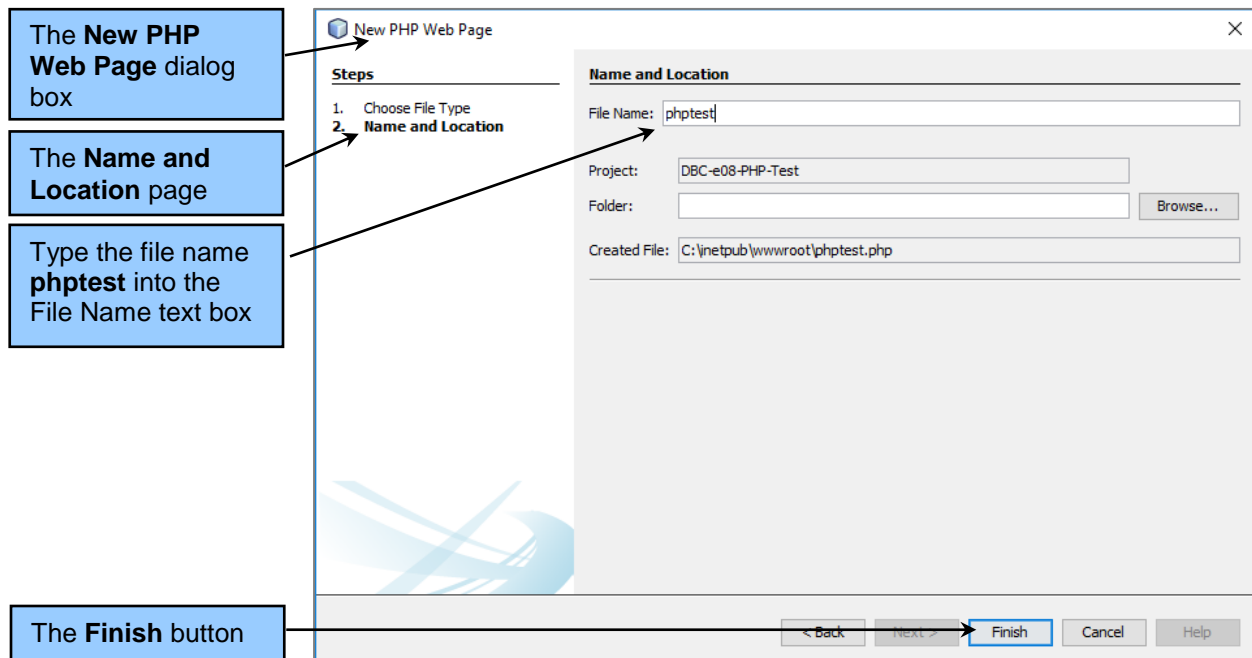 The New PHP
Web Page dialog
box
The Name and
Location page
Type the file name
phptest into the
File Name text box
The Finish button
New PHP Web Page
Steps
1. Choose File Type
2. Name and Location
Name and Location
File Name: phptest
Project: DBC-e08-PHP-Test
Folder: Browse...
Created File: C:\inetpub\wwwroot\phptest.php
< Back Next > Finish Cancel Help